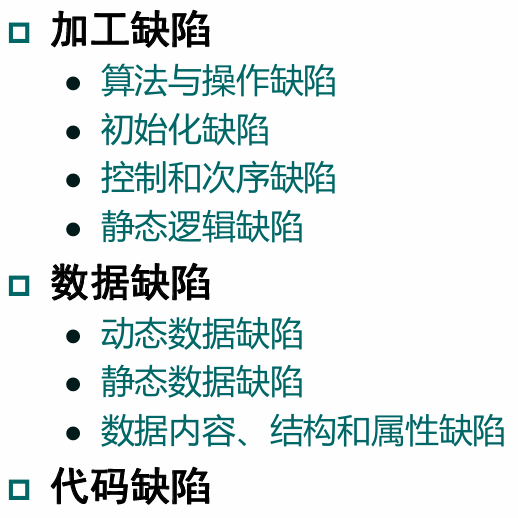 加工缺陷
算法与操作缺陷
初始化缺陷
控制和次序缺陷
静态逻辑缺陷
数据缺陷
动态数据缺陷
静态数据缺陷
数据内容、结构和属性缺陷
代码缺陷